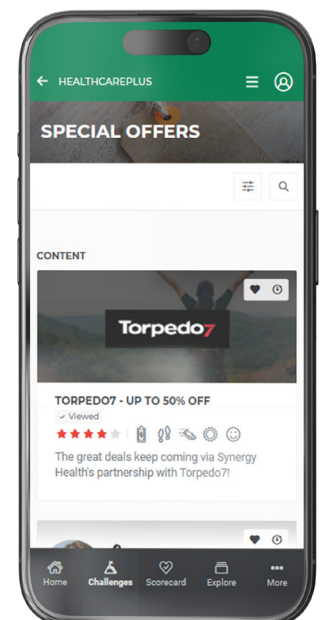 HEALTHCAREPLUS
SPECIAL OFFERS
CONTENT
Torpedo7
TORPEDO7 - UP TO 50% OFF
Viewed
The great deals keep coming via Synergy
Health's partnership with Torpedo7!
Home Challenges Scorecard Explore More